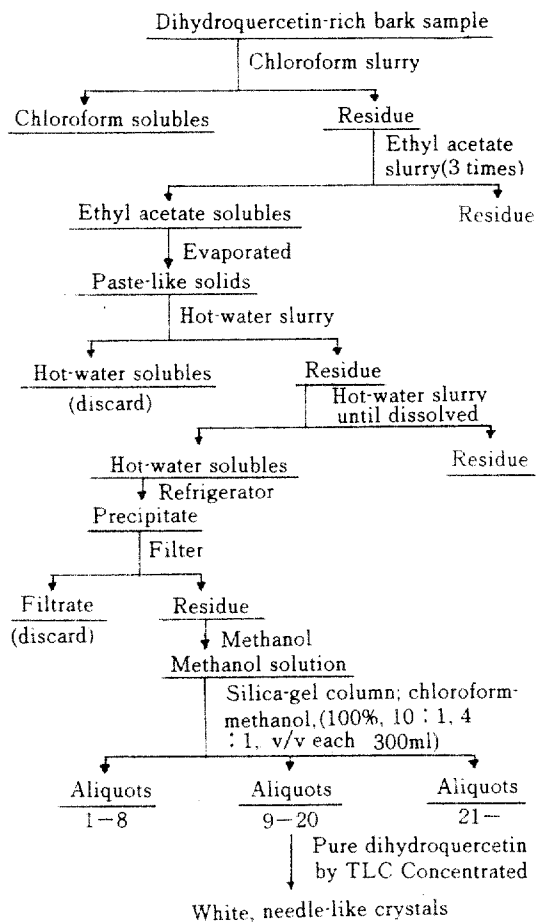 Dihydroquercetin-rich bark sample
Chloroform slurry
Chloroform solubles
Residue
Ethyl acetate
slurry(3 times)
Ethyl acetate solubles
Residue
Evaporated
Paste-like solids
Hot-water slurry
Hot-water solubles
(discard)
Residue
Hot-water slurry
until dissolved
Hot-water solubles
Residue
Refrigerator
Precipitate
Filter
Filtrate
(discard)
Residue
Methanol
Methanol solution
Silica-gel column; chloroform-
methanol,(100%, 10 : 1, 4
: 1, v/v each 300ml)
Aliquots
1-8
Aliquots
9-20
Aliquots
21-
Pure dihydroquercetin
by TLC Concentrated
White, needle-like crystals